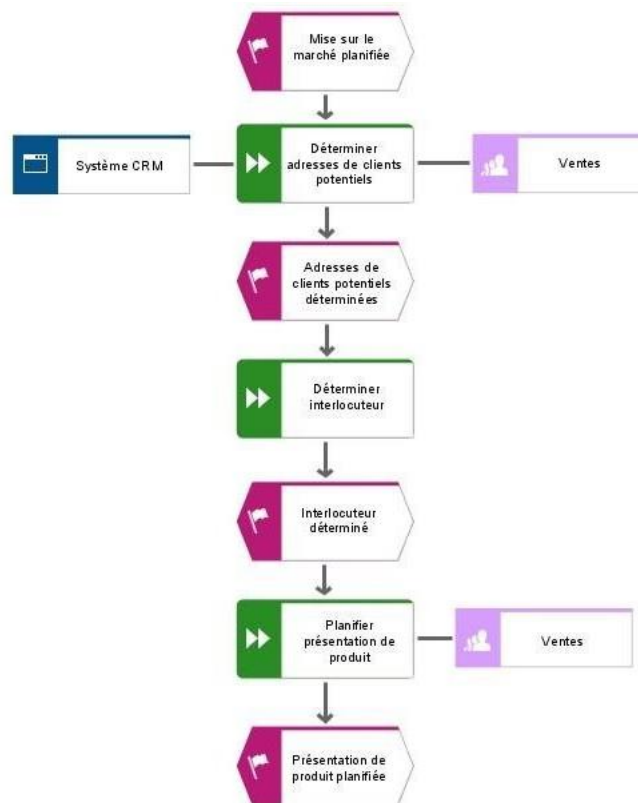 Mise sur le
marché planifiée
Système CRM
Déterminer
adresses de clients
potentiels
Ventes
Adresses de
clients potentiels
déterminées
Déterminer
interlocuteur
Interlocuteur
déterminé
Planifier
présentation de
produit
Ventes
Présentation de
produit planifiée